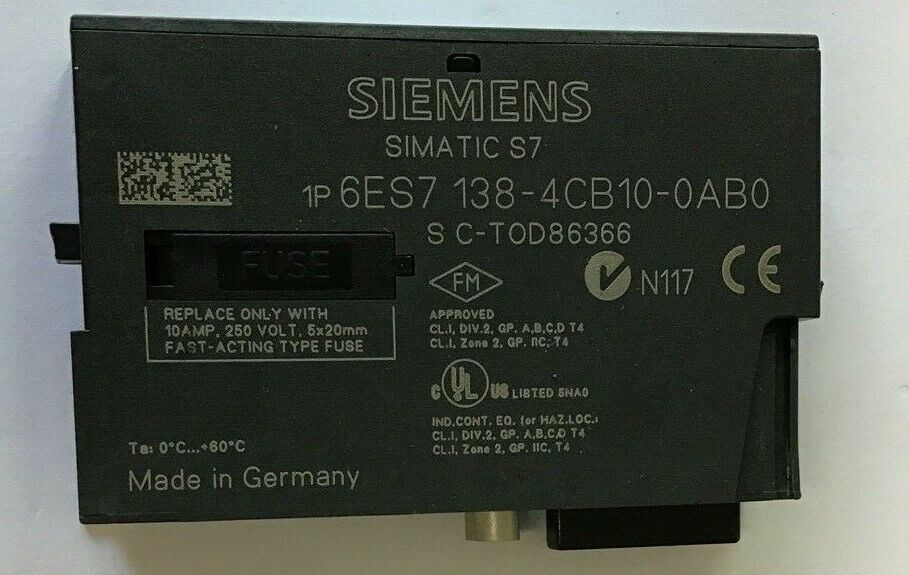 SIEMENS
SIMATIC S7
1P 6ES7 138-4CB10-0AB0
S C-T0D86366
FUSE
REPLACE ONLY WITH
10AMP, 250 VOLT, 5x20mm
FAST-ACTING TYPE FUSE
FM
APPROVED
CL.I, DIV.2, GP. A,B,C,D T4
CL.I, Zone 2, GP. IIC, T4
N117 CE
C UL US LISTED 5NA0
IND.CONT. EQ. for HAZ.LOC.:
CL.I, DIV.2, GP. A,B,C,D T4
CL.I, Zone 2, GP. IIC, T4
Ta: 0°C...+60°C
Made in Germany